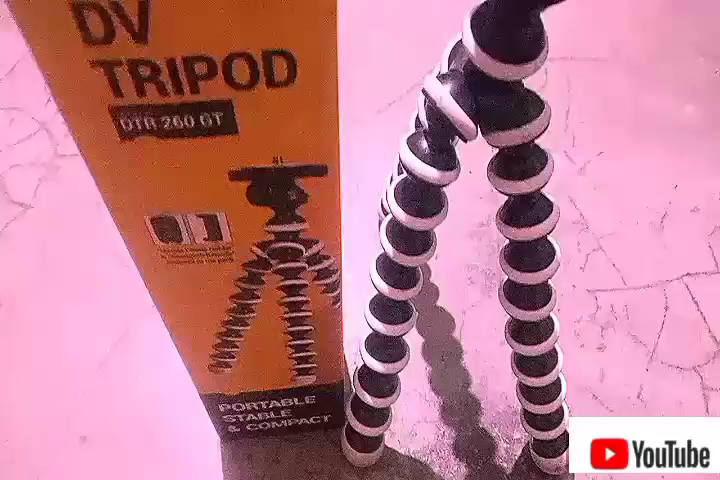 DV
TRIPOD
DTR 260 GT
PORTABLE
STABLE
& COMPACT
YouTube